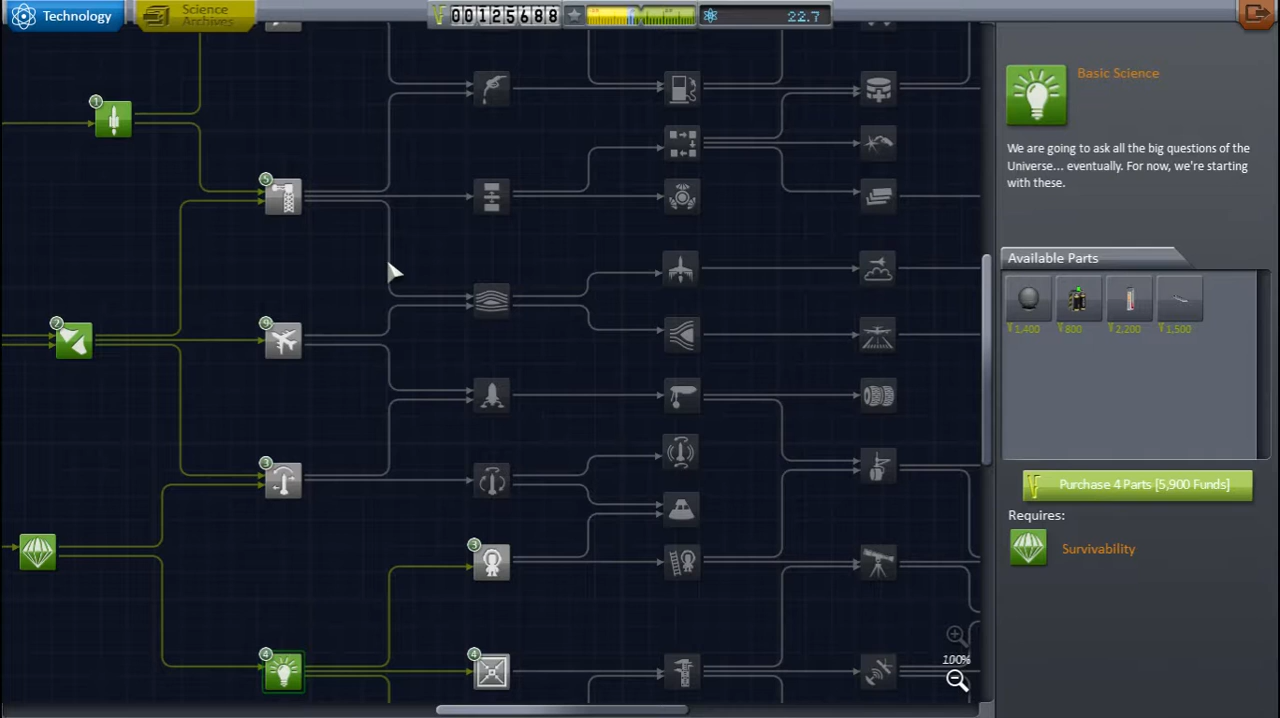 Technology
Science
Archives
00125688
22.7
Basic Science
1
We are going to ask all the big questions of the
Universe... eventually. For now, we're starting
with these.
5
Available Parts
1,400 800 2,200 1,500
2
9
3
Purchase 4 Parts [5,900 Funds]
Requires:
3
Survivability
4
4
100%